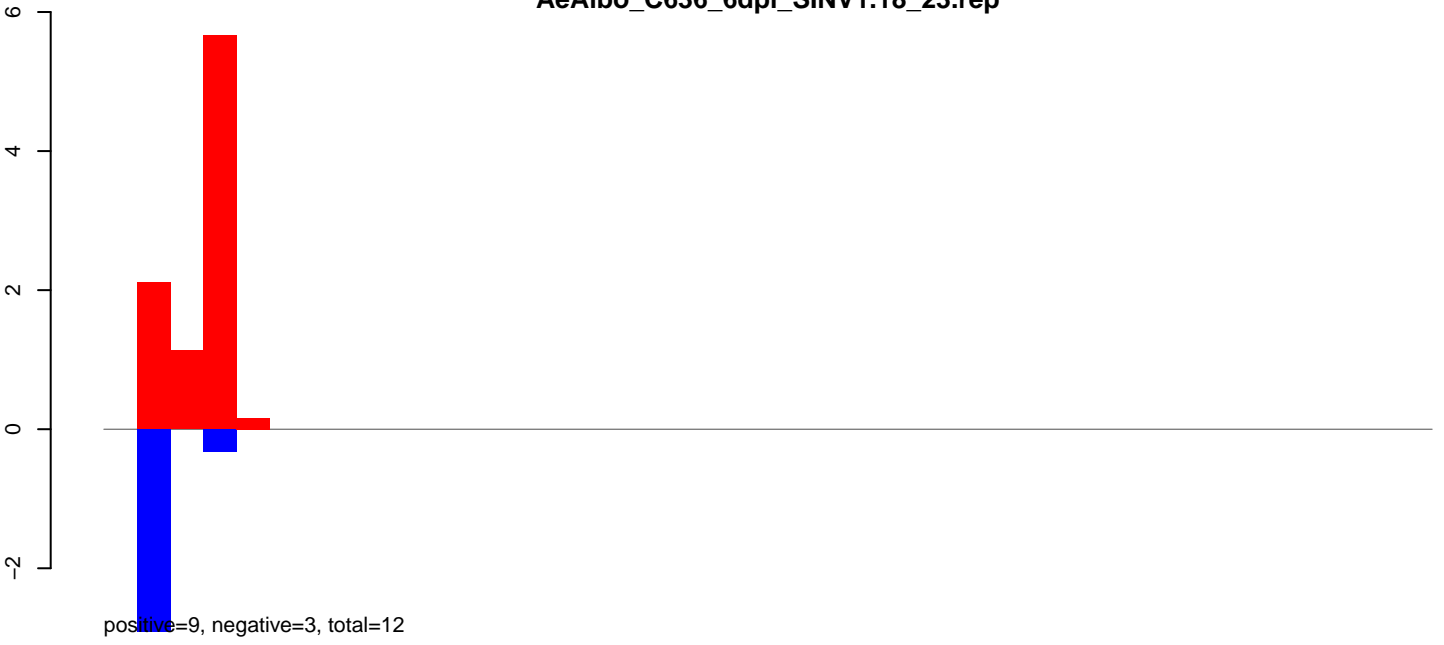 AeAlbo_C636_6dpi_SINV1.18_23.rep
6
4
2
0
−2
positive=9, negative=3, total=12